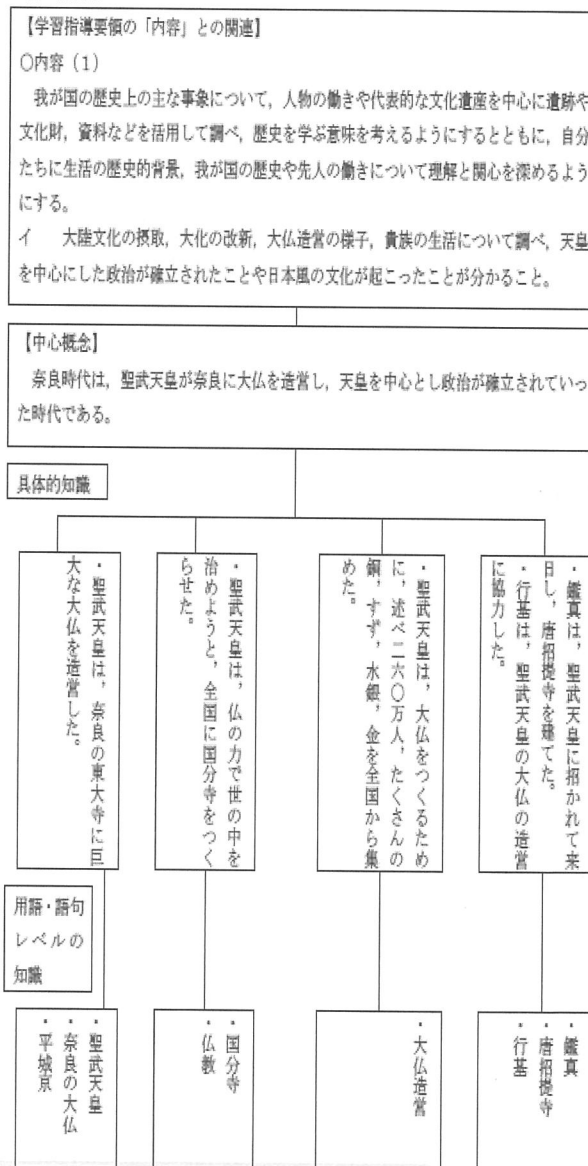 【学習指導要領の「内容」との関連】
○内容（1）
我が国の歴史上の主な事象について，人物の働きや代表的な文化遺産を中心に遺跡や
文化財，資料などを活用して調べ，歴史を学ぶ意味を考えるようにするとともに，自分
たちに生活の歴史的背景，我が国の歴史や先人の働きについて理解と関心を深めるよう
にする。
イ　大陸文化の摂取，大化の改新，大仏造営の様子，貴族の生活について調べ，天皇
を中心にした政治が確立されたことや日本風の文化が起こったことが分かること。
【中心概念】
奈良時代は，聖武天皇が奈良に大仏を造営し，天皇を中心とし政治が確立されていっ
た時代である。
具体的知識
・聖武天皇は，奈良の東大寺に巨
大な大仏を造営した。
・聖武天皇は，仏の力で世の中を
治めようと，全国に国分寺をつく
らせた。
・聖武天皇は，大仏をつくるため
に，述べ二六〇万人，たくさんの
銅，すず，水銀，金を全国から集
めた。
・鑑真は，聖武天皇に招かれて来
日し，唐招提寺を建てた。
・行基は，聖武天皇の大仏の造営
に協力した。
用語・語句
レベルの
知識
・聖武天皇
・奈良の大仏
・平城京
・国分寺
・仏教
・大仏造営
・鑑真
・唐招提寺
・行基